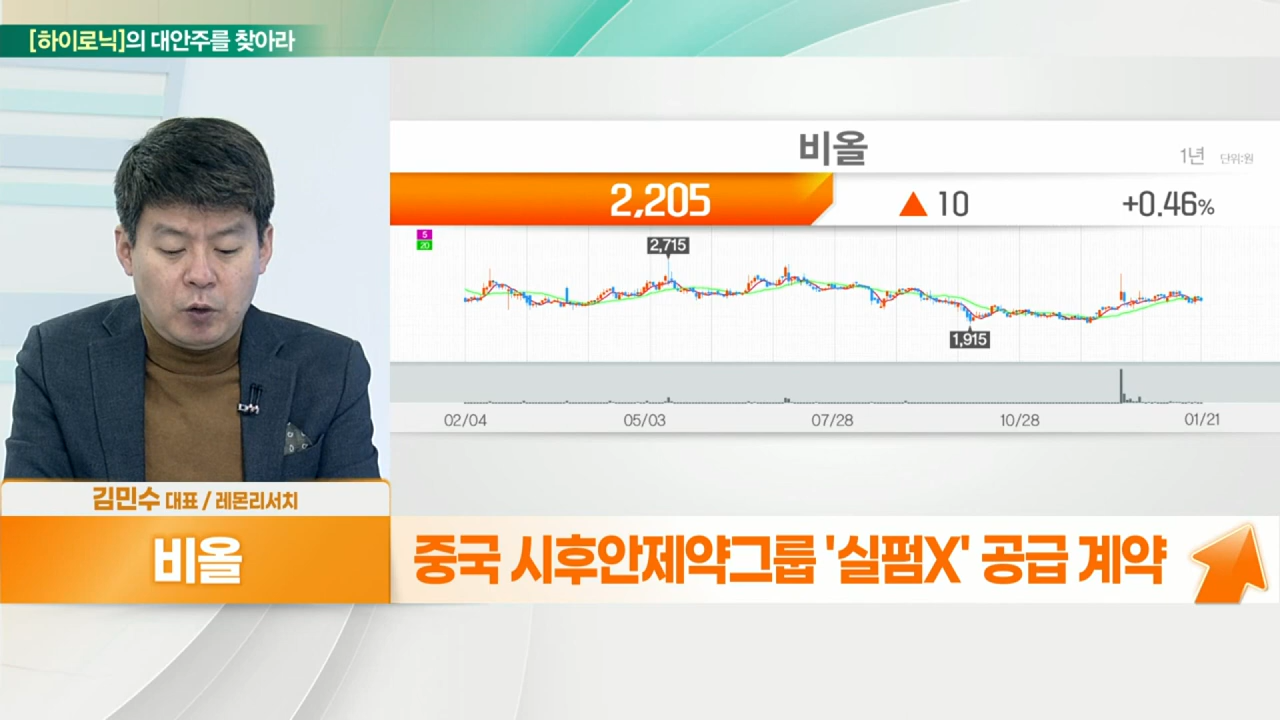 [하이로닉]의 대안주를 찾아라
비올
1년 단위:원
2,205 ▲ 10 +0.46%
5
20
2,715
1,915
02/04 05/03 07/28 10/28 01/21
김민수 대표 / 레몬리서치
비올
중국 시후안제약그룹 '실펌X' 공급 계약